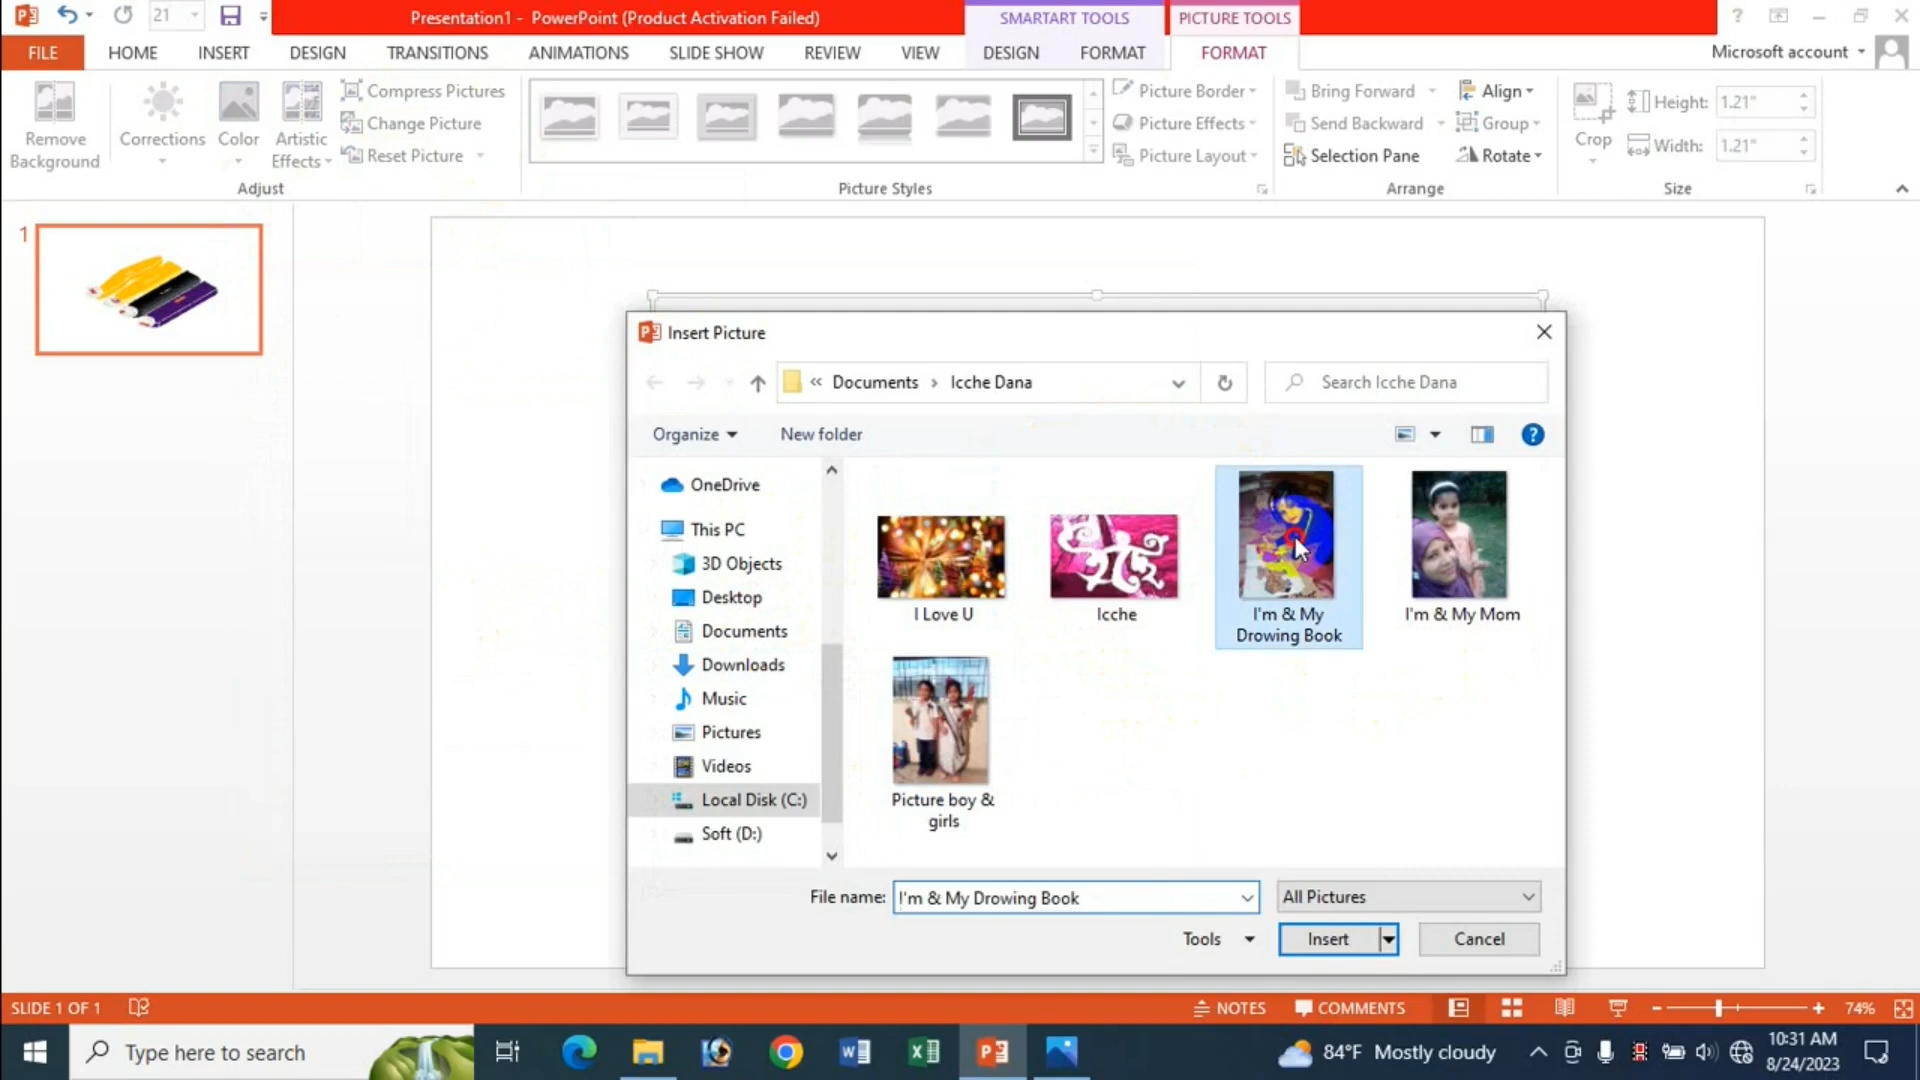 21
Presentation1 - PowerPoint (Product Activation Failed)
SMARTART TOOLS
PICTURE TOOLS
?
FILE
HOME
INSERT
DESIGN
TRANSITIONS
ANIMATIONS
SLIDE SHOW
REVIEW
VIEW
DESIGN
FORMAT
FORMAT
Microsoft account
Remove Background
Corrections
Color
Artistic Effects
Compress Pictures
Change Picture
Reset Picture
Adjust
Picture Styles
Picture Border
Picture Effects
Picture Layout
Bring Forward
Send Backward
Selection Pane
Align
Group
Rotate
Arrange
Crop
Height: 1.21"
Width: 1.21"
Size
1
Insert Picture
« Documents › Icche Dana
Search Icche Dana
Organize
New folder
?
OneDrive
This PC
3D Objects
Desktop
Documents
Downloads
Music
Pictures
Videos
Local Disk (C:)
Soft (D:)
I Love U
ইচ্ছে
Icche
I'm & My
Drowing Book
I'm & My Mom
Picture boy &
girls
File name: I'm & My Drowing Book
All Pictures
Tools
Insert
Cancel
SLIDE 1 OF 1
NOTES
COMMENTS
74%
Type here to search
84°F Mostly cloudy
10:31 AM
8/24/2023